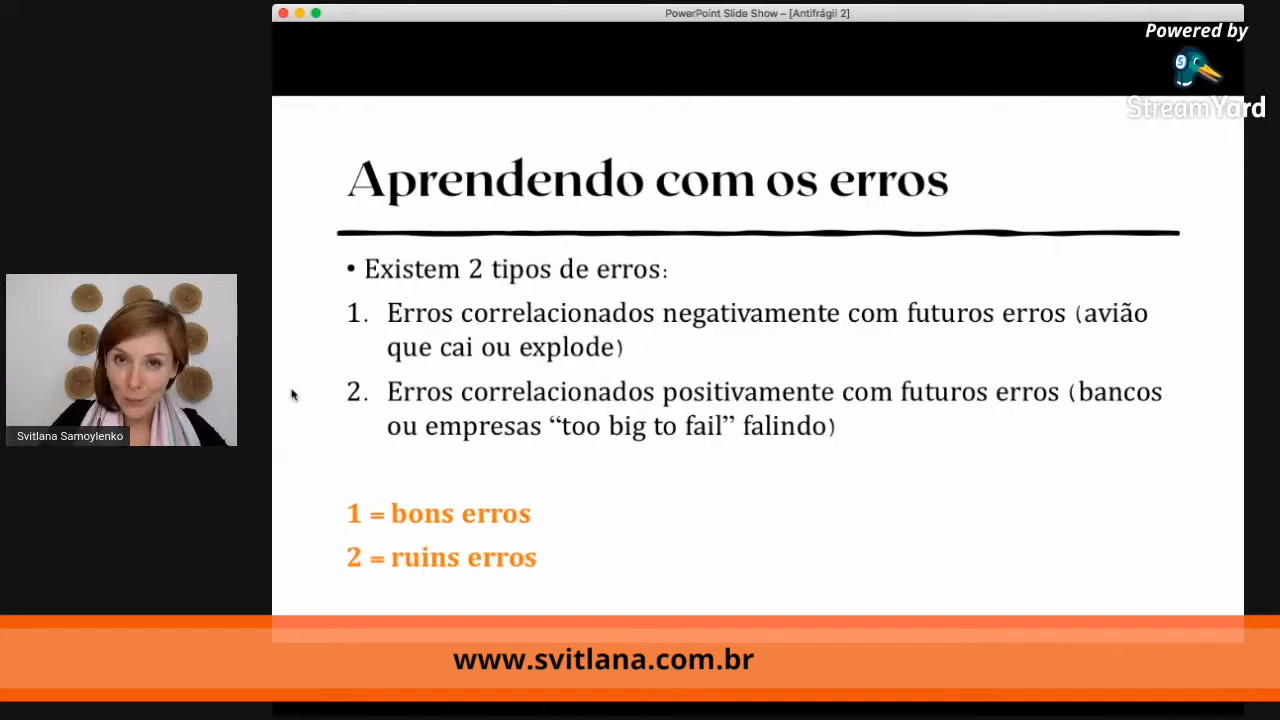 PowerPoint Slide Show – [Antifrágil 2]
Powered by
S
StreamYard
Aprendendo com os erros
• Existem 2 tipos de erros:
1. Erros correlacionados negativamente com futuros erros (avião
que cai ou explode)
2. Erros correlacionados positivamente com futuros erros (bancos
ou empresas “too big to fail” falindo)
1 = bons erros
2 = ruins erros
Svitlana Samoylenko
www.svitlana.com.br